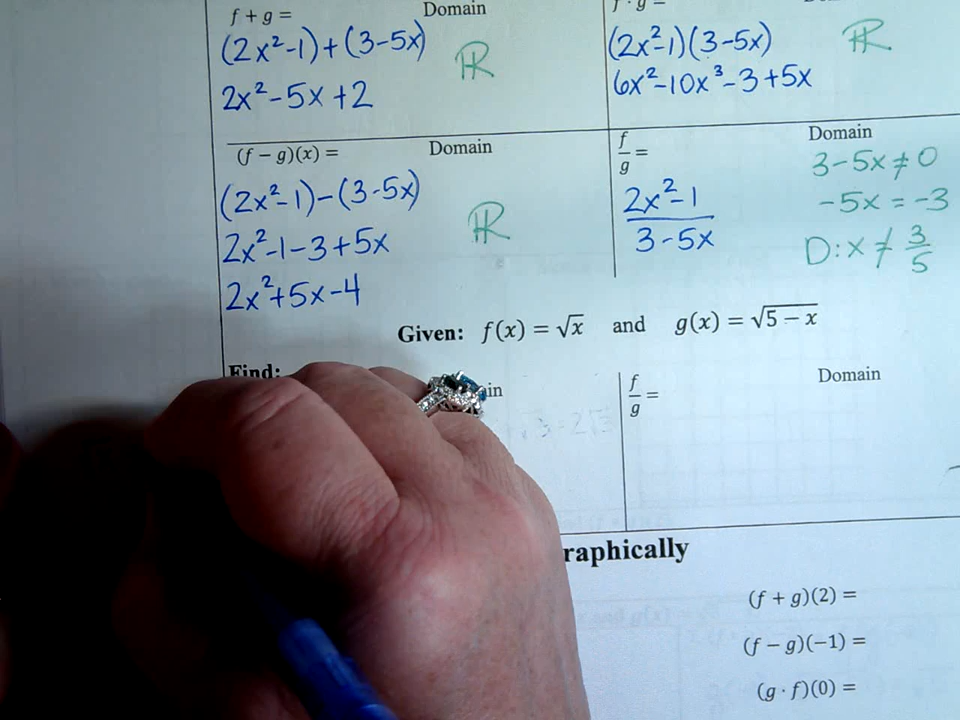 f + g =
Domain
(2x²-1)+(3-5x)
ℝ
2x²-5x+2
f · g =
(2x²-1)(3-5x)
ℝ
6x²-10x³-3+5x
(f − g)(x) =
Domain
(2x²-1)-(3-5x)
ℝ
2x²-1-3+5x
2x²+5x-4
f/g =
Domain
2x²-1
3-5x
3-5x≠0
-5x = -3
D: x ≠ 3/5
Given: f(x) = √x and g(x) = √5 − x
Find:
f/g =
Domain
raphically
(f + g)(2) =
(f − g)(−1) =
(g · f)(0) =